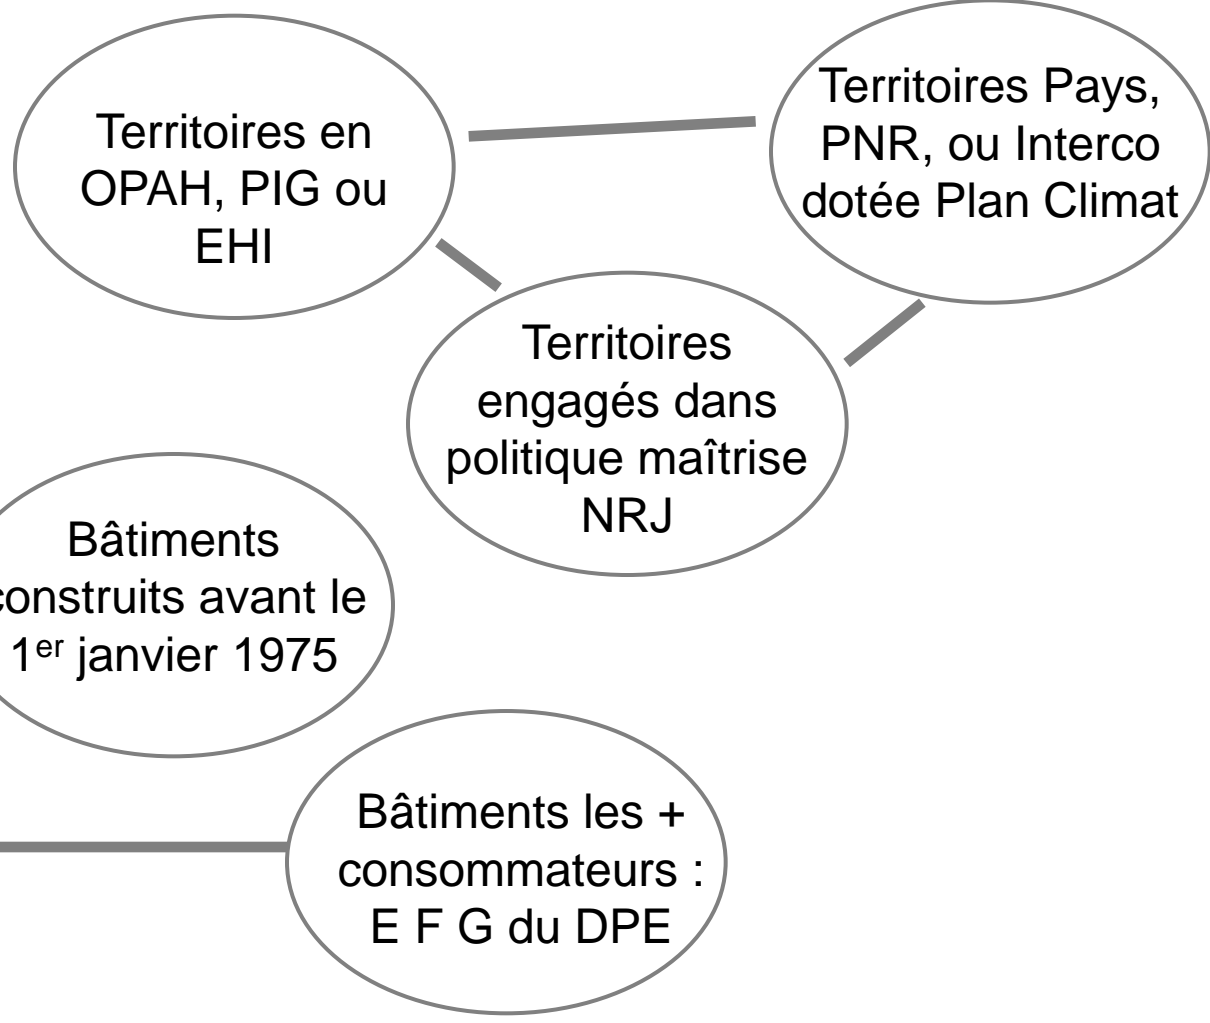 Territoires en
OPAH, PIG ou
EHI
Territoires Pays,
PNR, ou Interco
dotée Plan Climat
Territoires
engagés dans
politique maîtrise
NRJ
Bâtiments
construits avant le
1er janvier 1975
Bâtiments les +
consommateurs :
E F G du DPE